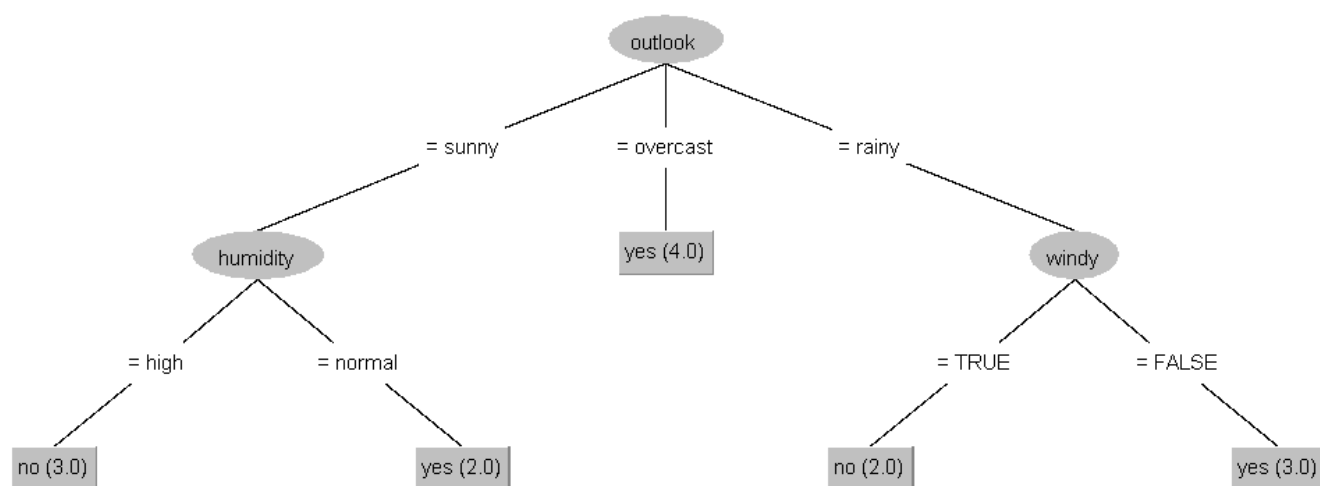 outlook
= sunny
= overcast
= rainy
humidity
yes (4.0)
windy
= high
= normal
= TRUE
= FALSE
no (3.0)
yes (2.0)
no (2.0)
yes (3.0)